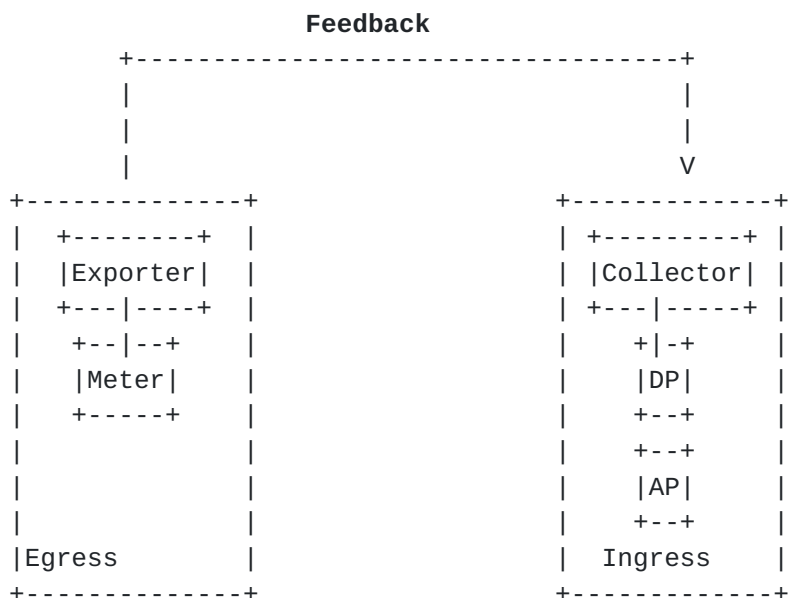 Feedback
Exporter
Collector
Meter
DP
AP
Egress
Ingress